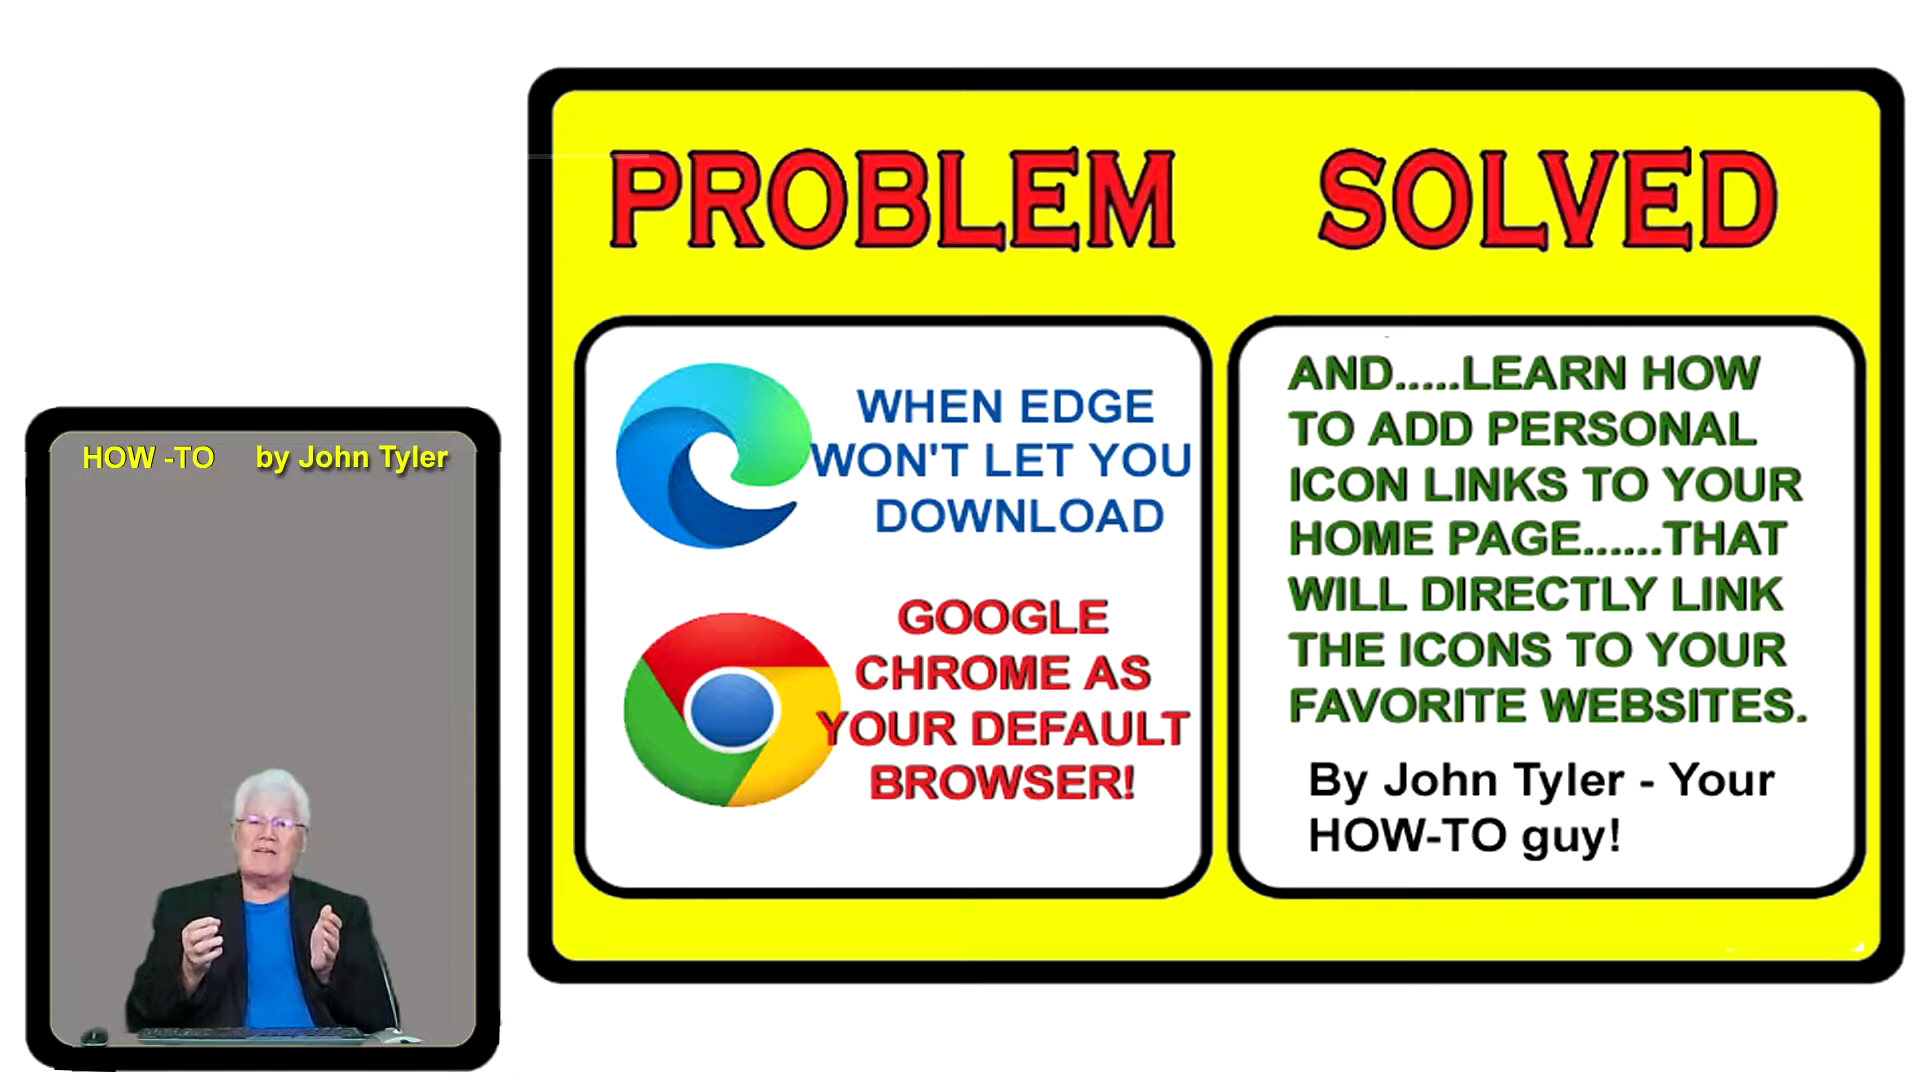 HOW -TO by John Tyler
PROBLEM SOLVED
WHEN EDGE
WON'T LET YOU
DOWNLOAD
GOOGLE
CHROME AS
YOUR DEFAULT
BROWSER!
AND.....LEARN HOW
TO ADD PERSONAL
ICON LINKS TO YOUR
HOME PAGE......THAT
WILL DIRECTLY LINK
THE ICONS TO YOUR
FAVORITE WEBSITES.
By John Tyler - Your
HOW-TO guy!